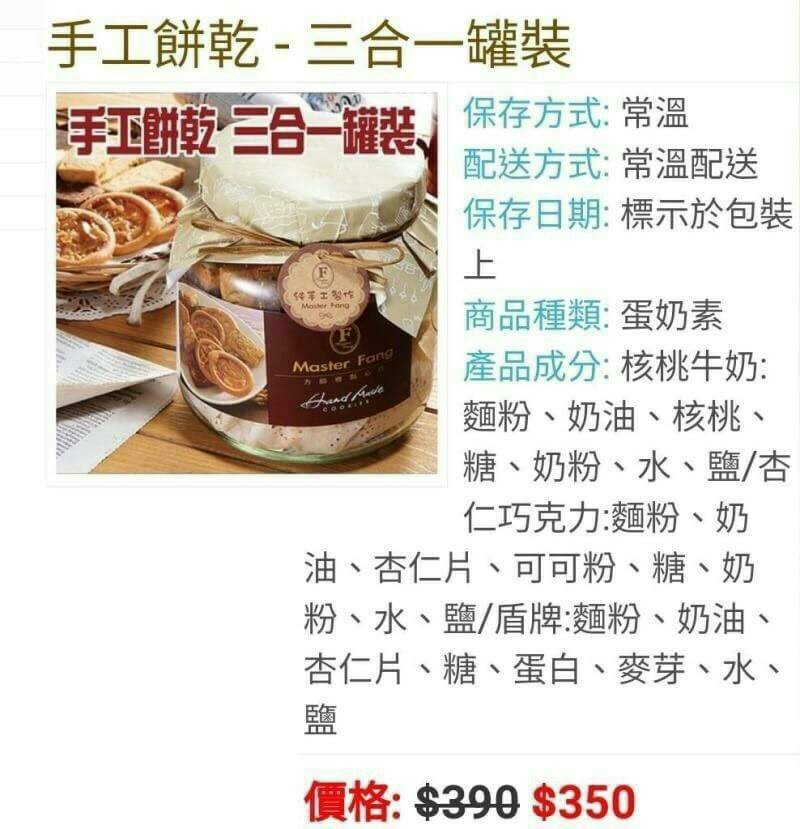 手工餅乾 - 三合一罐裝
手工餅乾 三合一罐裝
F
純手工製作
Master Fang
F
Master Fang
Hand Made
COOKIES
保存方式: 常溫
配送方式: 常溫配送
保存日期: 標示於包裝
上
商品種類: 蛋奶素
產品成分: 核桃牛奶:
麵粉、奶油、核桃、
糖、奶粉、水、鹽/杏
仁巧克力:麵粉、奶
油、杏仁片、可可粉、糖、奶
粉、水、鹽/盾牌:麵粉、奶油、
杏仁片、糖、蛋白、麥芽、水、
鹽
價格: $390 $350